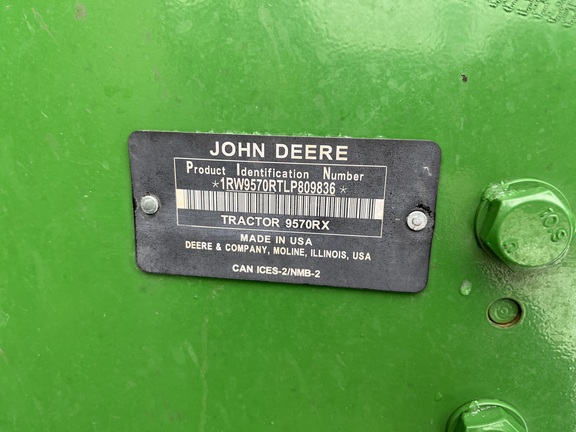 JOHN DEERE
Product Identification Number
*1RW9570RTLP809836*
TRACTOR 9570RX
MADE IN USA
DEERE & COMPANY, MOLINE, ILLINOIS, USA
CAN ICES-2/NMB-2